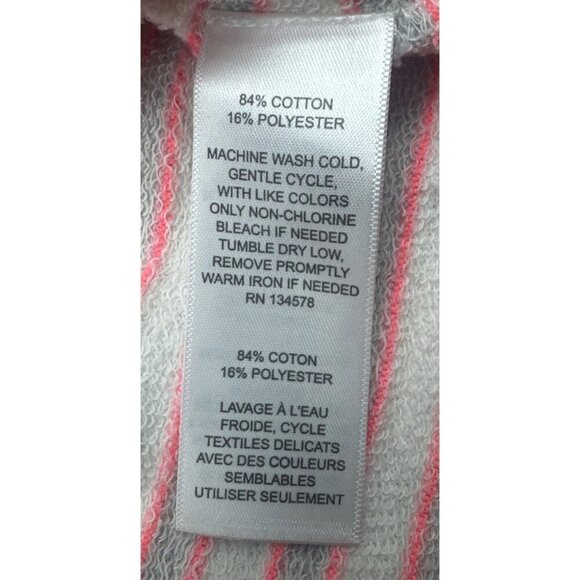 84% COTTON
16% POLYESTER
MACHINE WASH COLD,
GENTLE CYCLE,
WITH LIKE COLORS
ONLY NON-CHLORINE
BLEACH IF NEEDED
TUMBLE DRY LOW,
REMOVE PROMPTLY
WARM IRON IF NEEDED
RN 134578
84% COTON
16% POLYESTER
LAVAGE À L'EAU
FROIDE, CYCLE
TEXTILES DELICATS
AVEC DES COULEURS
SEMBLABLES
UTILISER SEULEMENT